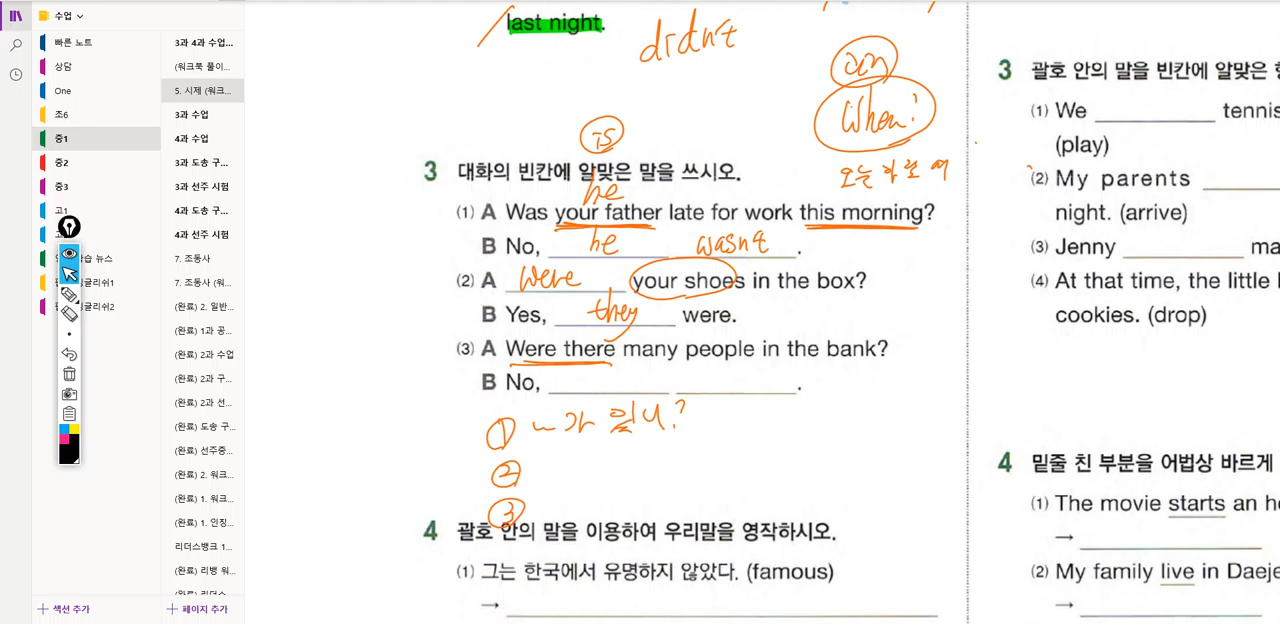 수업
빠른 노트
상담
One
초6
중1
중2
중3
고1
고
습 뉴스
글리쉬1
글리쉬2
섹션 추가
3과 4과 수업...
(워크북 풀이...
5. 시제 (워크...
3과 수업
4과 수업
3과 도송 구...
3과 선주 시험
4과 도송 구...
4과 선주 시험
7. 조동사
7. 조동사 (워...
(완료) 2. 일반...
(완료) 1과 공...
(완료) 2과 수업
(완료) 2과 구...
(완료) 2과 선...
(완료) 도송 구...
(완료) 선주중...
(완료) 2. 워크...
(완료) 1. 워크...
(완료) 1. 인칭...
리더스뱅크 1...
(완료) 리뱅 워...
페이지 추가
last night.
didn't
When?
is
3 대화의 빈칸에 알맞은 말을 쓰시오.
he
(1) A Was your father late for work this morning?
B No, he wasn't.
(2) A were your shoes in the box?
B Yes, they were.
(3) A Were there many people in the bank?
B No, ____ ____.
① ~가 있니?
②
③
4 괄호 안의 말을 이용하여 우리말을 영작하시오.
(1) 그는 한국에서 유명하지 않았다. (famous)
→
3 괄호 안의 말을 빈칸에 알맞은
(1) We ____ tennis
(play)
(2) My parents ____
night. (arrive)
(3) Jenny ____ ma
(4) At that time, the little
cookies. (drop)
4 밑줄 친 부분을 어법상 바르게
(1) The movie starts an h
→
(2) My family live in Daeje
→